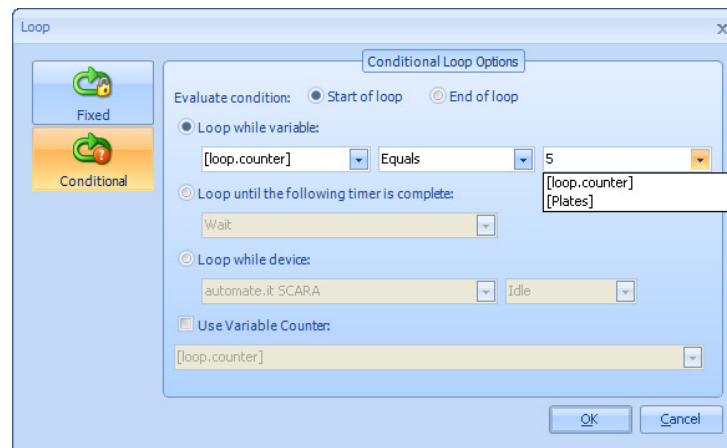 Loop
x
Conditional Loop Options
Fixed
Conditional
Evaluate condition: Start of loop End of loop
Loop while variable:
[loop.counter] Equals 5
[loop.counter]
[Plates]
Loop until the following timer is complete:
Wait
Loop while device:
automate.it SCARA Idle
Use Variable Counter:
[loop.counter]
OK Cancel